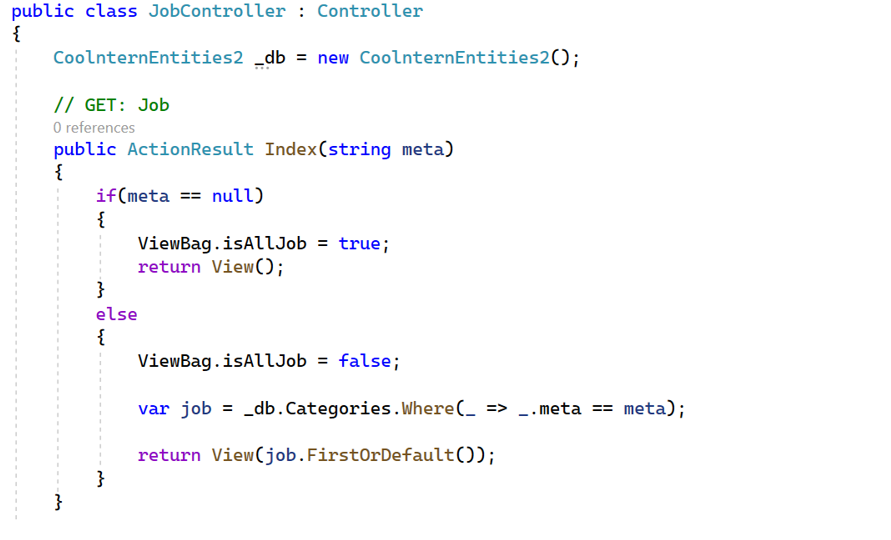 public class JobController : Controller
{
CoolnternEntities2 _db = new CoolnternEntities2();
// GET: Job
0 references
public ActionResult Index(string meta)
{
if(meta == null)
{
ViewBag.isAllJob = true;
return View();
}
else
{
ViewBag.isAllJob = false;
var job = _db.Categories.Where(_ => _.meta == meta);
return View(job.FirstOrDefault());
}
}